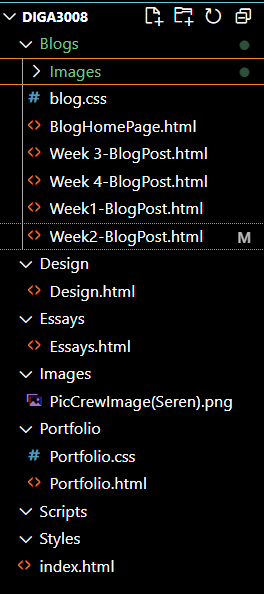 DIGA3008
Blogs
Images
# blog.css
<> BlogHomePage.html
<> Week 3-BlogPost.html
<> Week 4-BlogPost.html
<> Week1-BlogPost.html
<> Week2-BlogPost.html M
Design
<> Design.html
Essays
<> Essays.html
Images
PicCrewImage(Seren).png
Portfolio
# Portfolio.css
<> Portfolio.html
Scripts
Styles
<> index.html